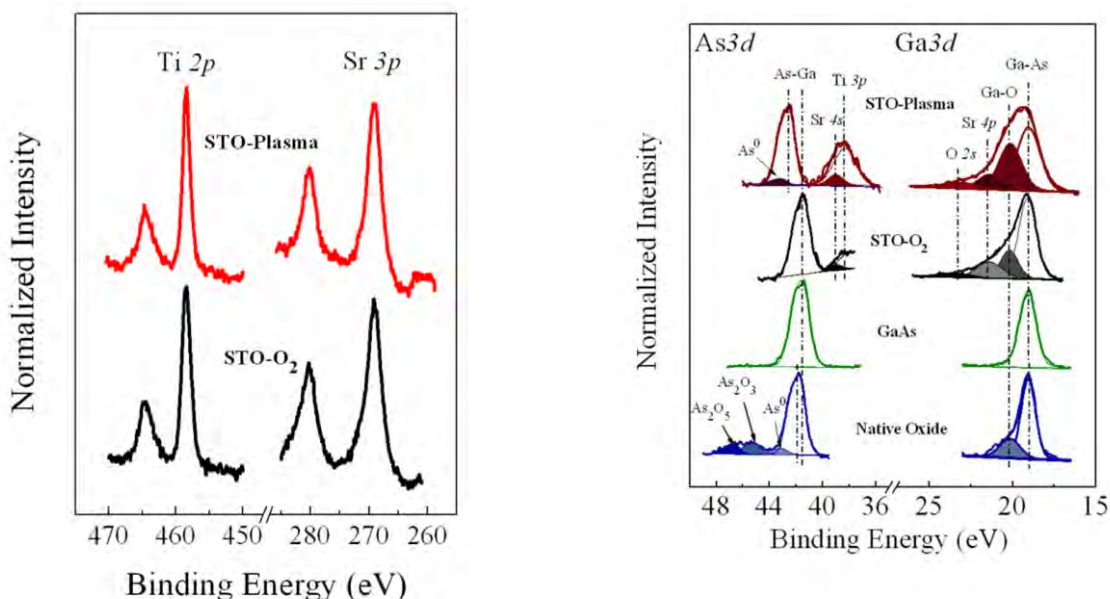 Normalized Intensity
Ti 2p
Sr 3p
STO-Plasma
STO-O2
470 460 450 280 270 260
Binding Energy (eV)
Normalized Intensity
As3d
Ga3d
As-Ga
Ti 3p
Ga-As
Ga-O
STO-Plasma
Sr 4s
Sr 4p
As0
O 2s
STO-O2
GaAs
As2O3
As2O5
As0
Native Oxide
48 44 40 36 25 20 15
Binding Energy (eV)